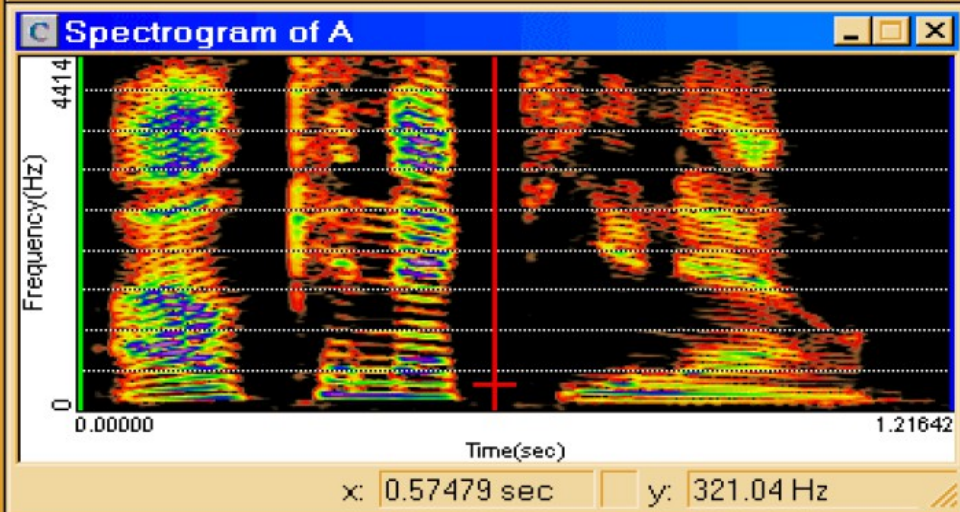 C Spectrogram of A
4414
Frequency(Hz)
0
0.00000 1.21642
Time(sec)
x: 0.57479 sec y: 321.04 Hz